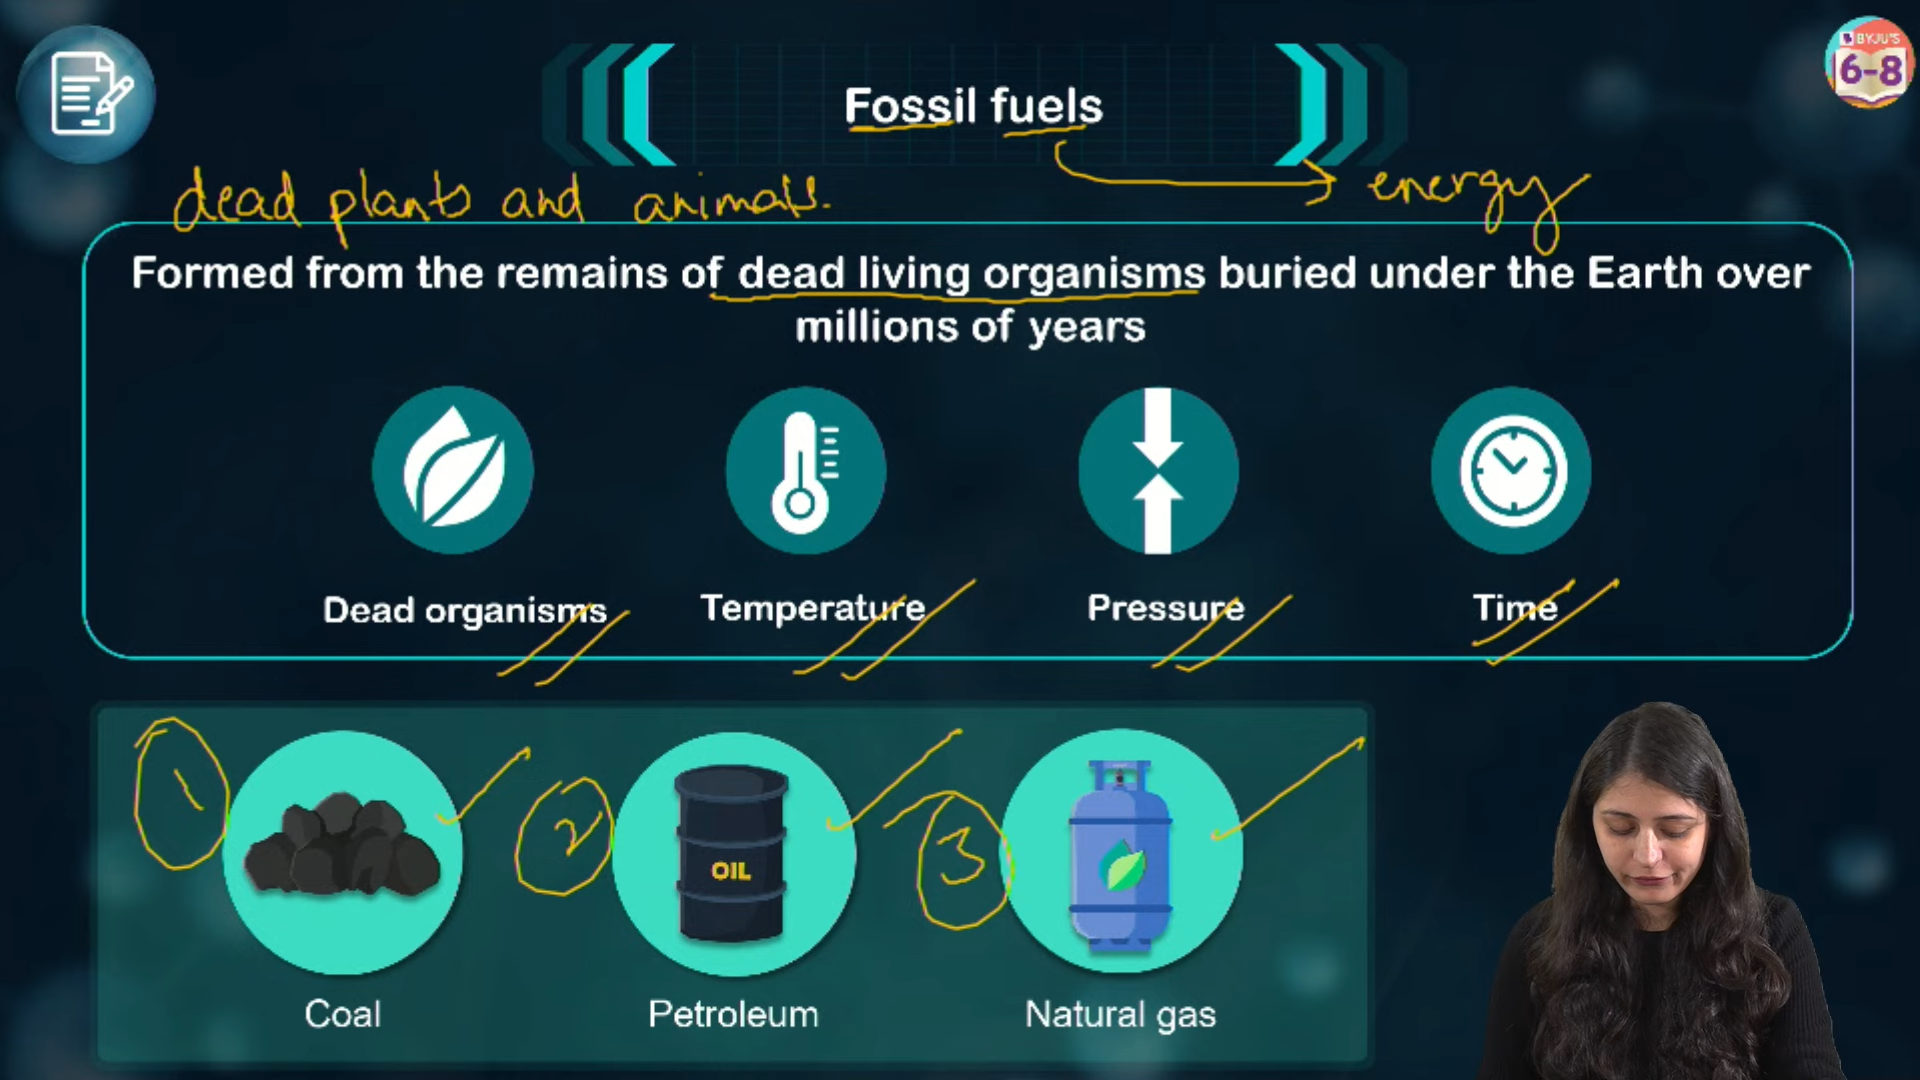 BYJU'S
6-8
Fossil fuels
dead plants and animals.
energy
Formed from the remains of dead living organisms buried under the Earth over
millions of years
Dead organisms
Temperature
Pressure
Time
1
2
3
OIL
Coal
Petroleum
Natural gas